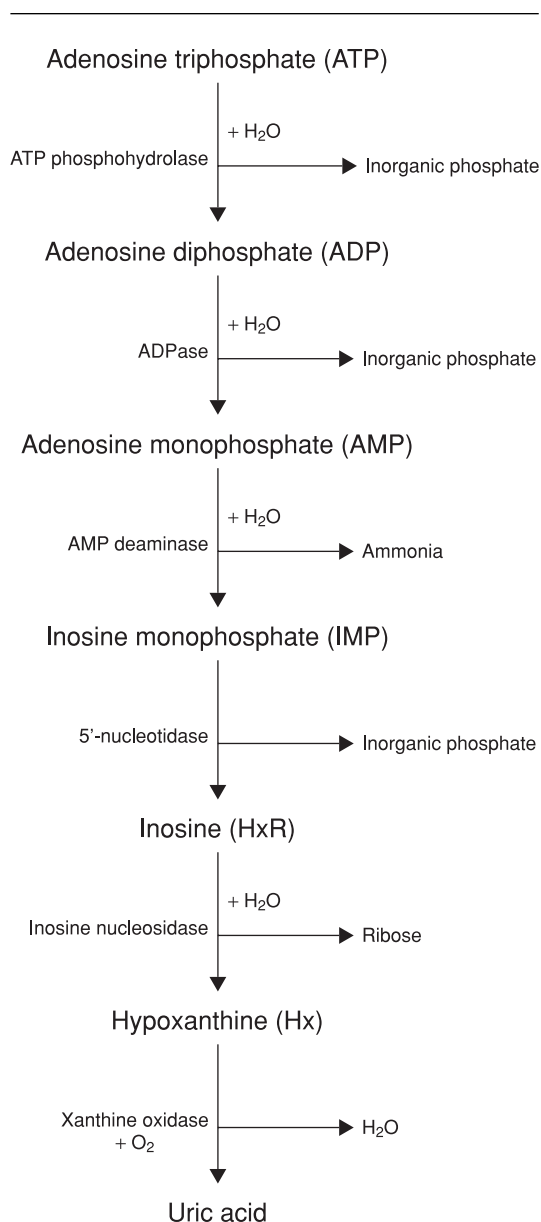 Adenosine triphosphate (ATP)
+ H₂O
ATP phosphohydrolase
Inorganic phosphate
Adenosine diphosphate (ADP)
+ H₂O
ADPase
Inorganic phosphate
Adenosine monophosphate (AMP)
+ H₂O
AMP deaminase
Ammonia
Inosine monophosphate (IMP)
5'-nucleotidase
Inorganic phosphate
Inosine (HxR)
+ H₂O
Inosine nucleosidase
Ribose
Hypoxanthine (Hx)
Xanthine oxidase
+ O₂
H₂O
Uric acid